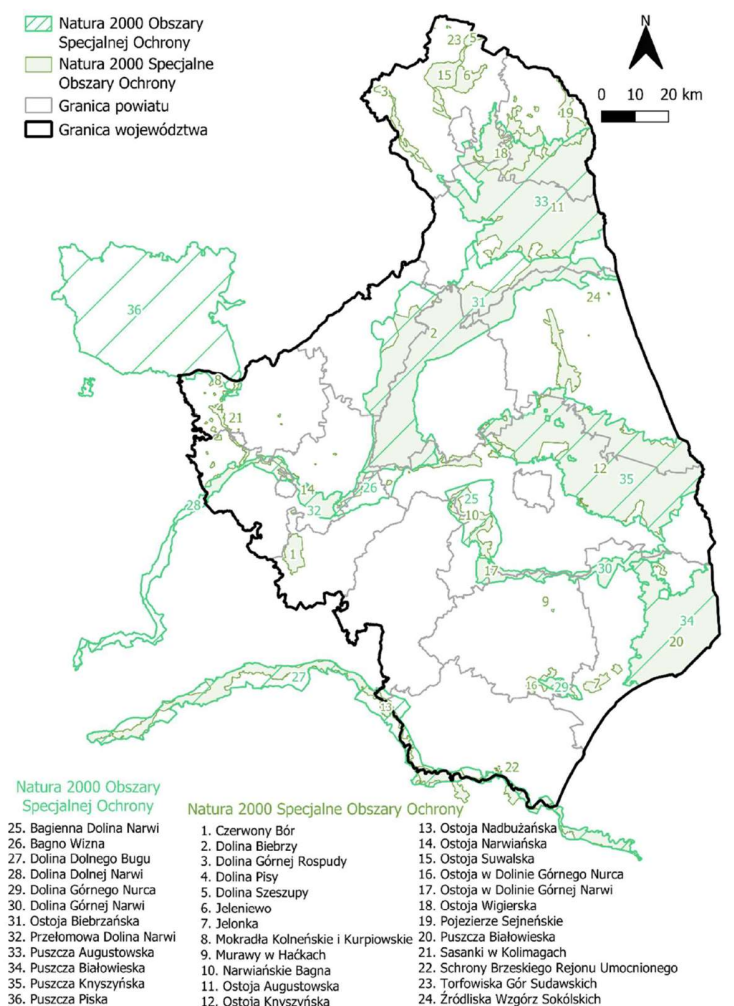 Natura 2000 Obszary
Specjalnej Ochrony
Natura 2000 Specjalne
Obszary Ochrony
Granica powiatu
Granica województwa
N
0 10 20 km
23
5
15
6
3
19
18
33
11
31
24
2
36
8
4
21
12
35
14
26
28
32
25
10
1
17
30
9
34
20
27
16
29
7
13
22
Natura 2000 Obszary
Specjalnej Ochrony
25. Bagienna Dolina Narwi
26. Bagno Wizna
27. Dolina Dolnego Bugu
28. Dolina Dolnej Narwi
29. Dolina Górnego Nurca
30. Dolina Górnej Narwi
31. Ostoja Biebrzańska
32. Przełomowa Dolina Narwi
33. Puszcza Augustowska
34. Puszcza Białowieska
35. Puszcza Knyszyńska
36. Puszcza Piska
Natura 2000 Specjalne Obszary Ochrony
1. Czerwony Bór
2. Dolina Biebrzy
3. Dolina Górnej Rospudy
4. Dolina Pisy
5. Dolina Szeszupy
6. Jeleniewo
7. Jelonka
8. Mokradła Kolneńskie i Kurpiowskie
9. Murawy w Haćkach
10. Narwiańskie Bagna
11. Ostoja Augustowska
12. Ostoja Knyszyńska
13. Ostoja Nadbużańska
14. Ostoja Narwiańska
15. Ostoja Suwalska
16. Ostoja w Dolinie Górnego Nurca
17. Ostoja w Dolinie Górnej Narwi
18. Ostoja Wigierska
19. Pojezierze Sejneńskie
20. Puszcza Białowieska
21. Sasanki w Kolimagach
22. Schrony Brzeskiego Rejonu Umocnionego
23. Torfowiska Gór Sudawskich
24. Źródliska Wzgórz Sokólskich